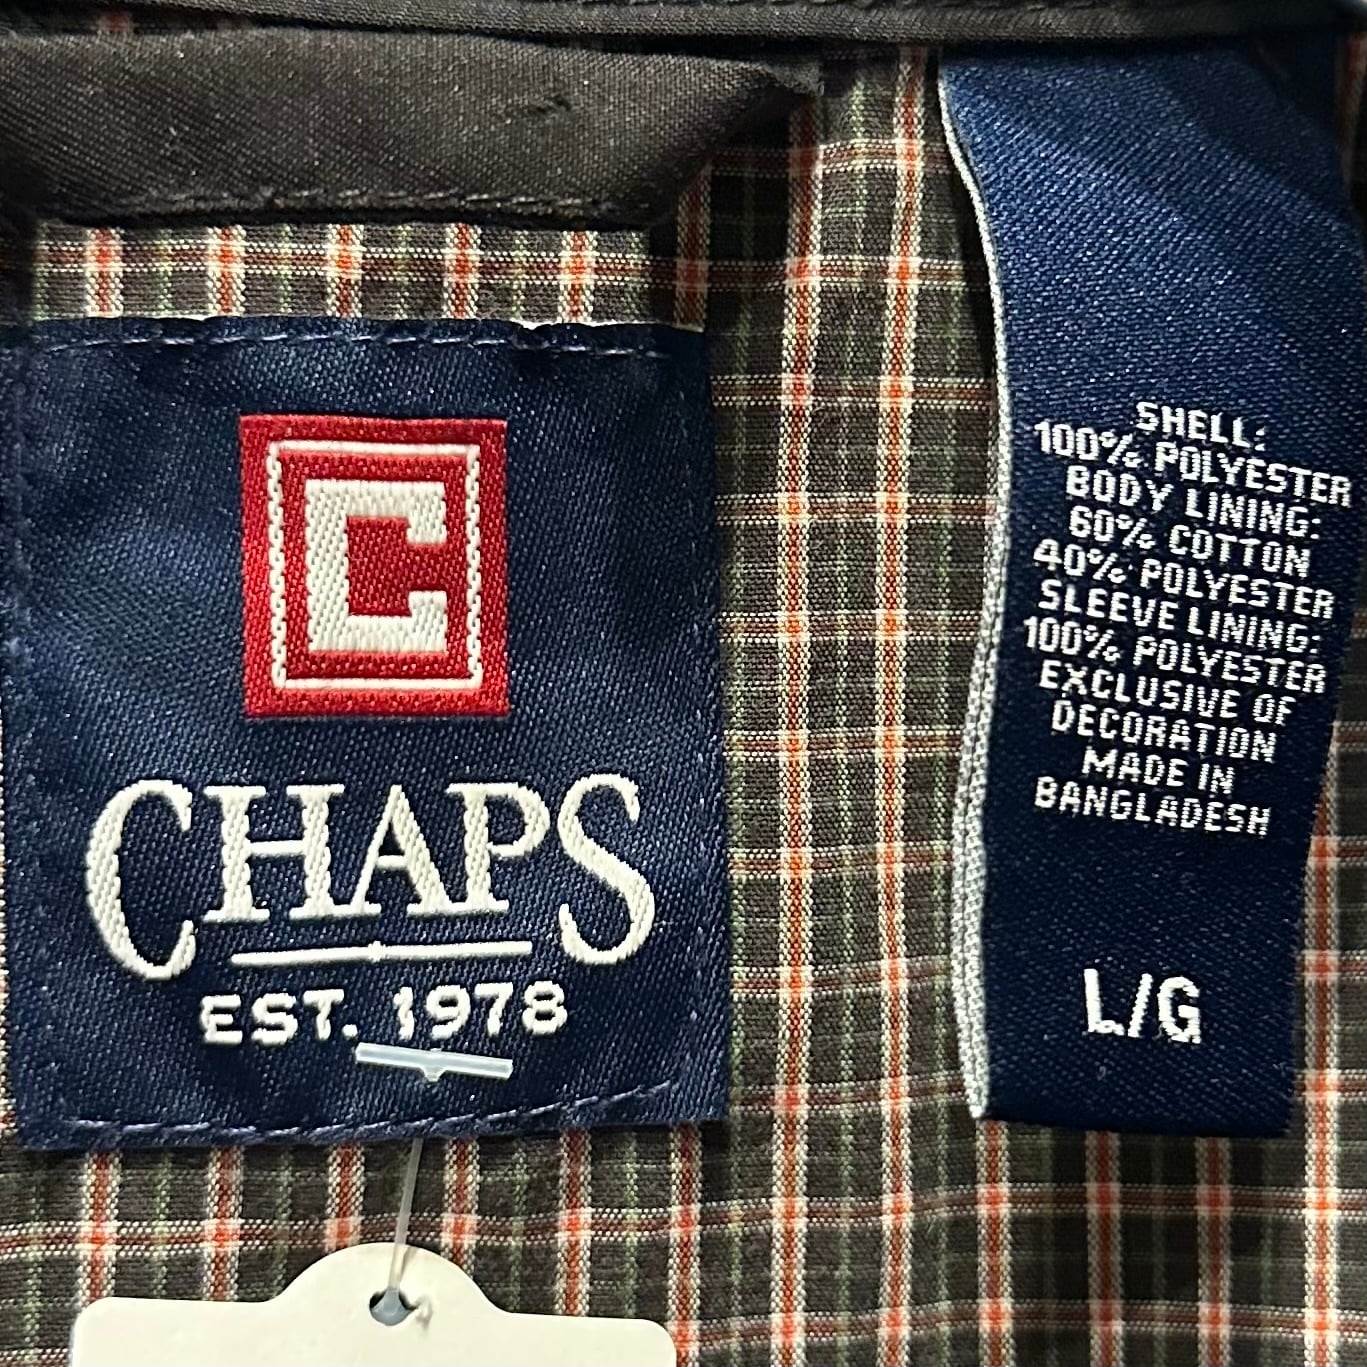 C
CHAPS
EST. 1978
SHELL:
100% POLYESTER
BODY LINING:
60% COTTON
40% POLYESTER
SLEEVE LINING:
100% POLYESTER
EXCLUSIVE OF
DECORATION
MADE IN
BANGLADESH
L/G